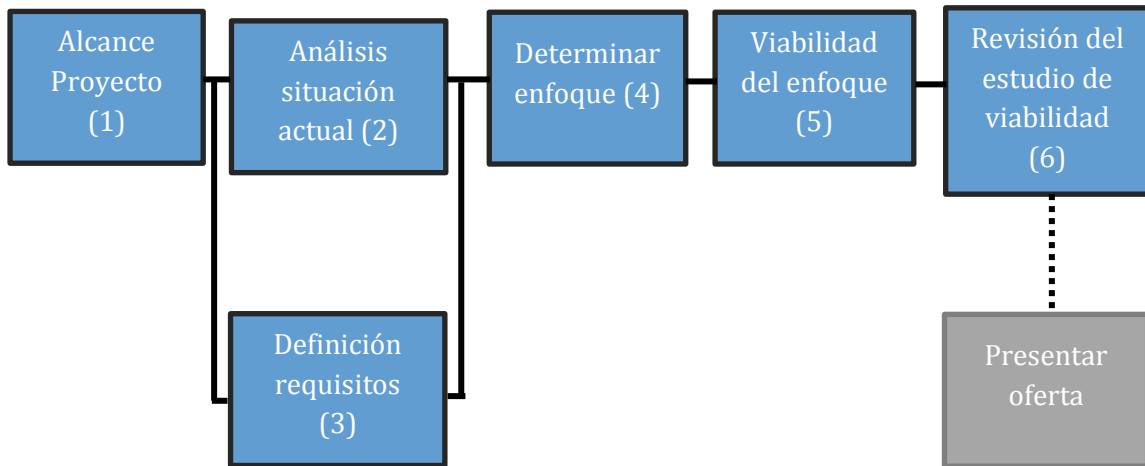 Alcance
Proyecto
(1)
Análisis
situación
actual (2)
Determinar
enfoque (4)
Viabilidad
del enfoque
(5)
Revisión del
estudio de
viabilidad
(6)
Definición
requisitos
(3)
Presentar
oferta